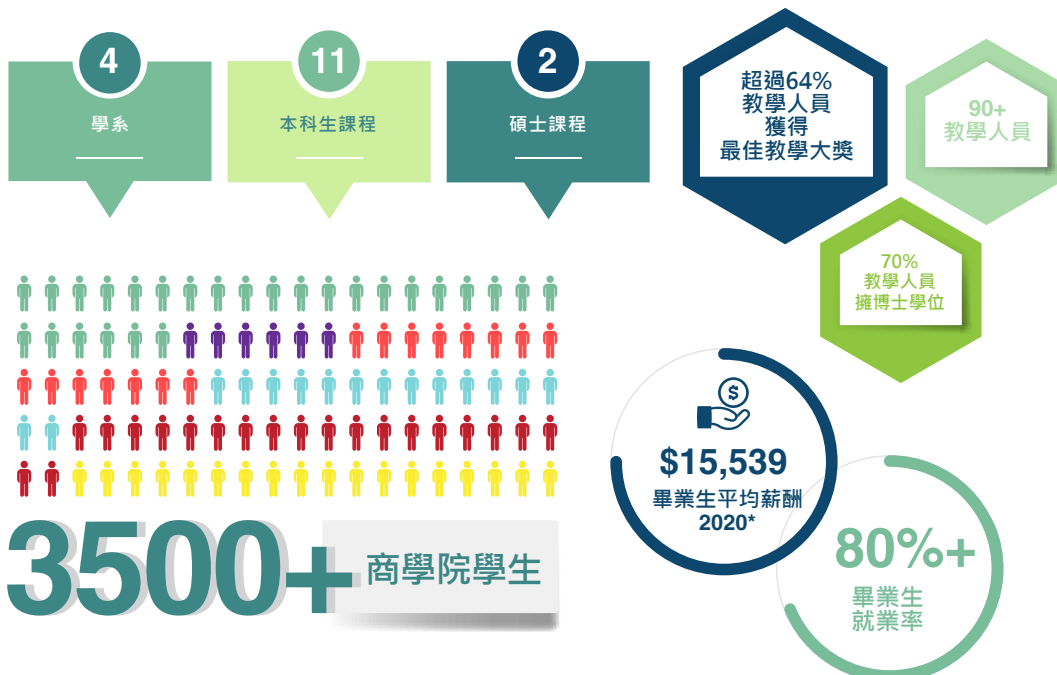 4
學系
11
本科生課程
2
碩士課程
超過64%
教學人員
獲得
最佳教學大獎
90+
教學人員
70%
教學人員
擁博士學位
3500+
商學院學生
$
$15,539
畢業生平均薪酬
2020*
80%+
畢業生
就業率